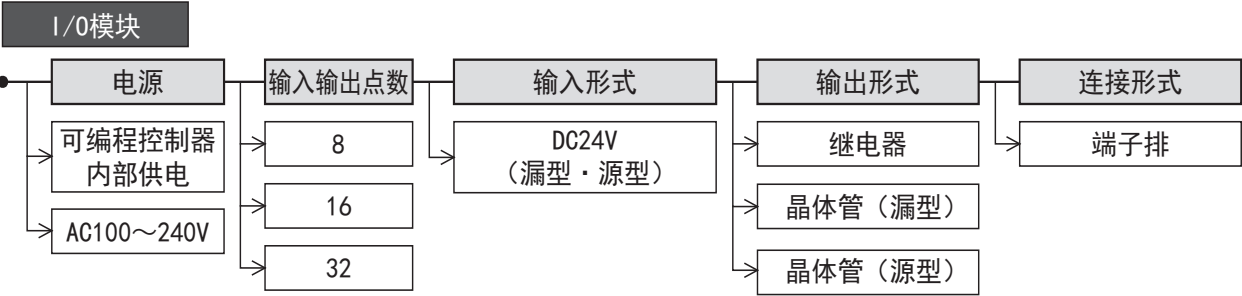 I/O模块
电源
输入输出点数
输入形式
输出形式
连接形式
可编程控制器
内部供电
AC100～240V
8
16
32
DC24V
（漏型・源型）
继电器
晶体管（漏型）
晶体管（源型）
端子排